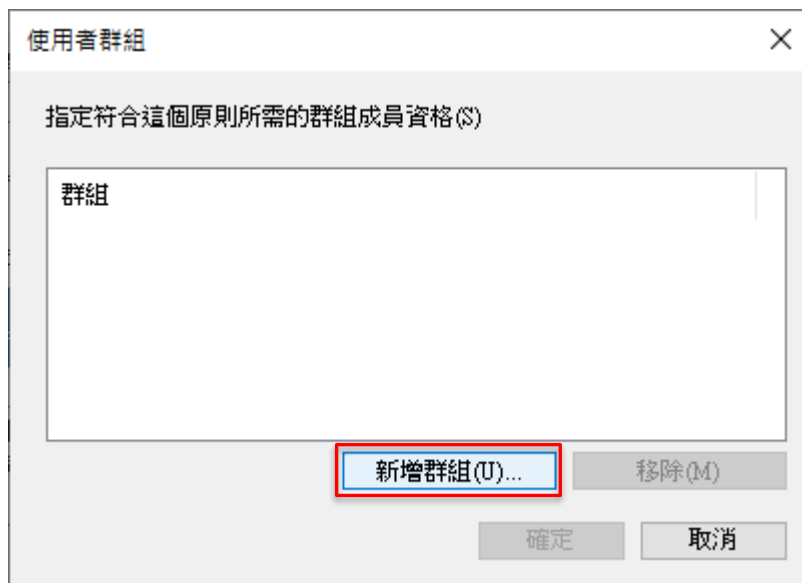 使用者群組
指定符合這個原則所需的群組成員資格(S)
群組
新增群組(U)...
移除(M)
確定
取消